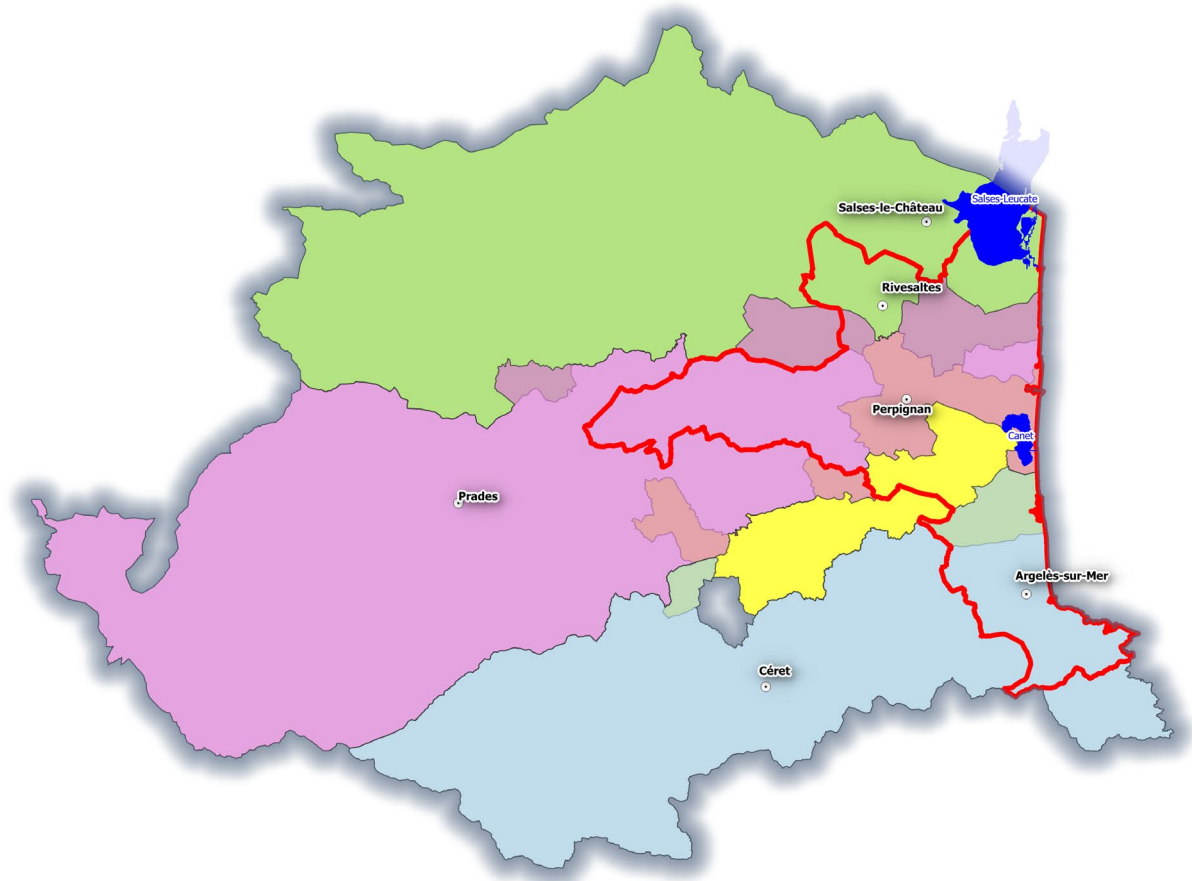 Salses-Leucate
Salses-le-Château
Rivesaltes
Perpignan
Canet
Prades
Argelès-sur-Mer
Céret